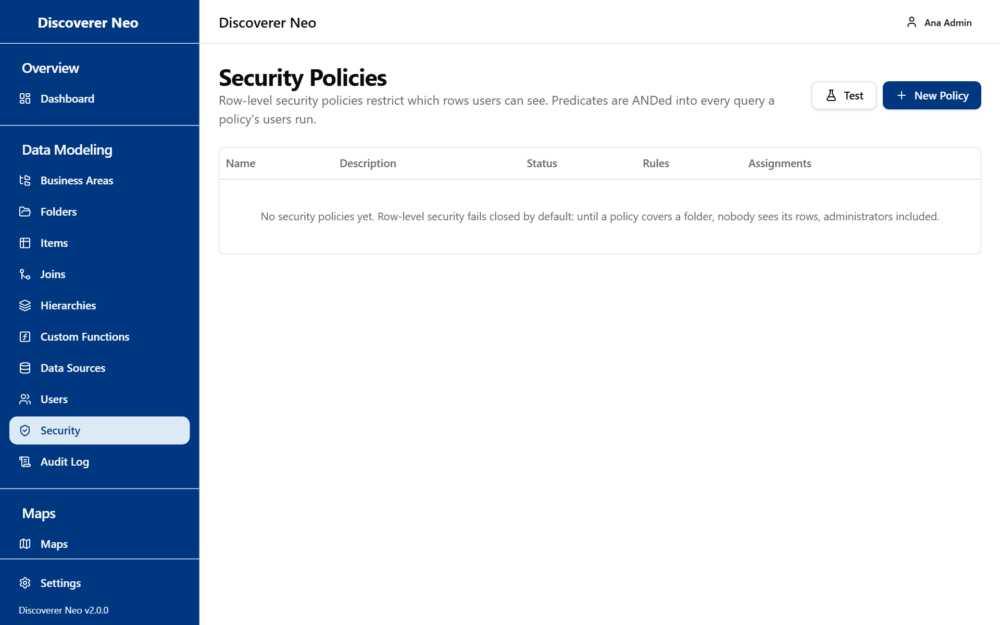 Discoverer Neo
Overview
Dashboard
Data Modeling
Business Areas
Folders
Items
Joins
Hierarchies
Custom Functions
Data Sources
Users
Security
Audit Log
Maps
Maps
Settings
Discoverer Neo v2.0.0
Discoverer Neo
Ana Admin
Security Policies
Row-level security policies restrict which rows users can see. Predicates are ANDed into every query a
policy's users run.
Test
New Policy
Name Description Status Rules Assignments
No security policies yet. Row-level security fails closed by default: until a policy covers a folder, nobody sees its rows, administrators included.